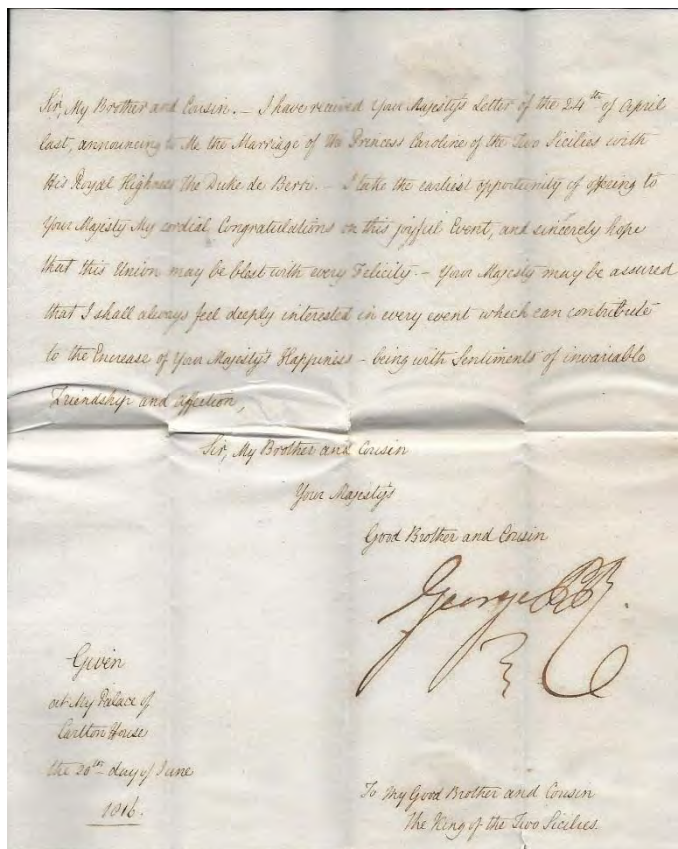 Sir, My Brother and Cousin. – I have received Your Majesty's Letter of the 24th of April
last, announcing to Me the Marriage of the Princess Caroline of the Two Sicilies with
His Royal Highness the Duke de Berri. – I take the earliest opportunity of offering to
Your Majesty My cordial Congratulations on this joyful Event, and sincerely hope
that this Union may be blest with every Felicity. – Your Majesty may be assured
that I shall always feel deeply interested in every event which can contribute
to the Encrease of Your Majesty's Happiness – being with Sentiments of invariable
Friendship and Affection,
Sir, My Brother and Cousin
Your Majesty's
Good Brother and Cousin
George PR
Given
at My Palace of
Carlton House
the 20th day of June
1816.
To My Good Brother and Cousin
The King of the Two Sicilies.